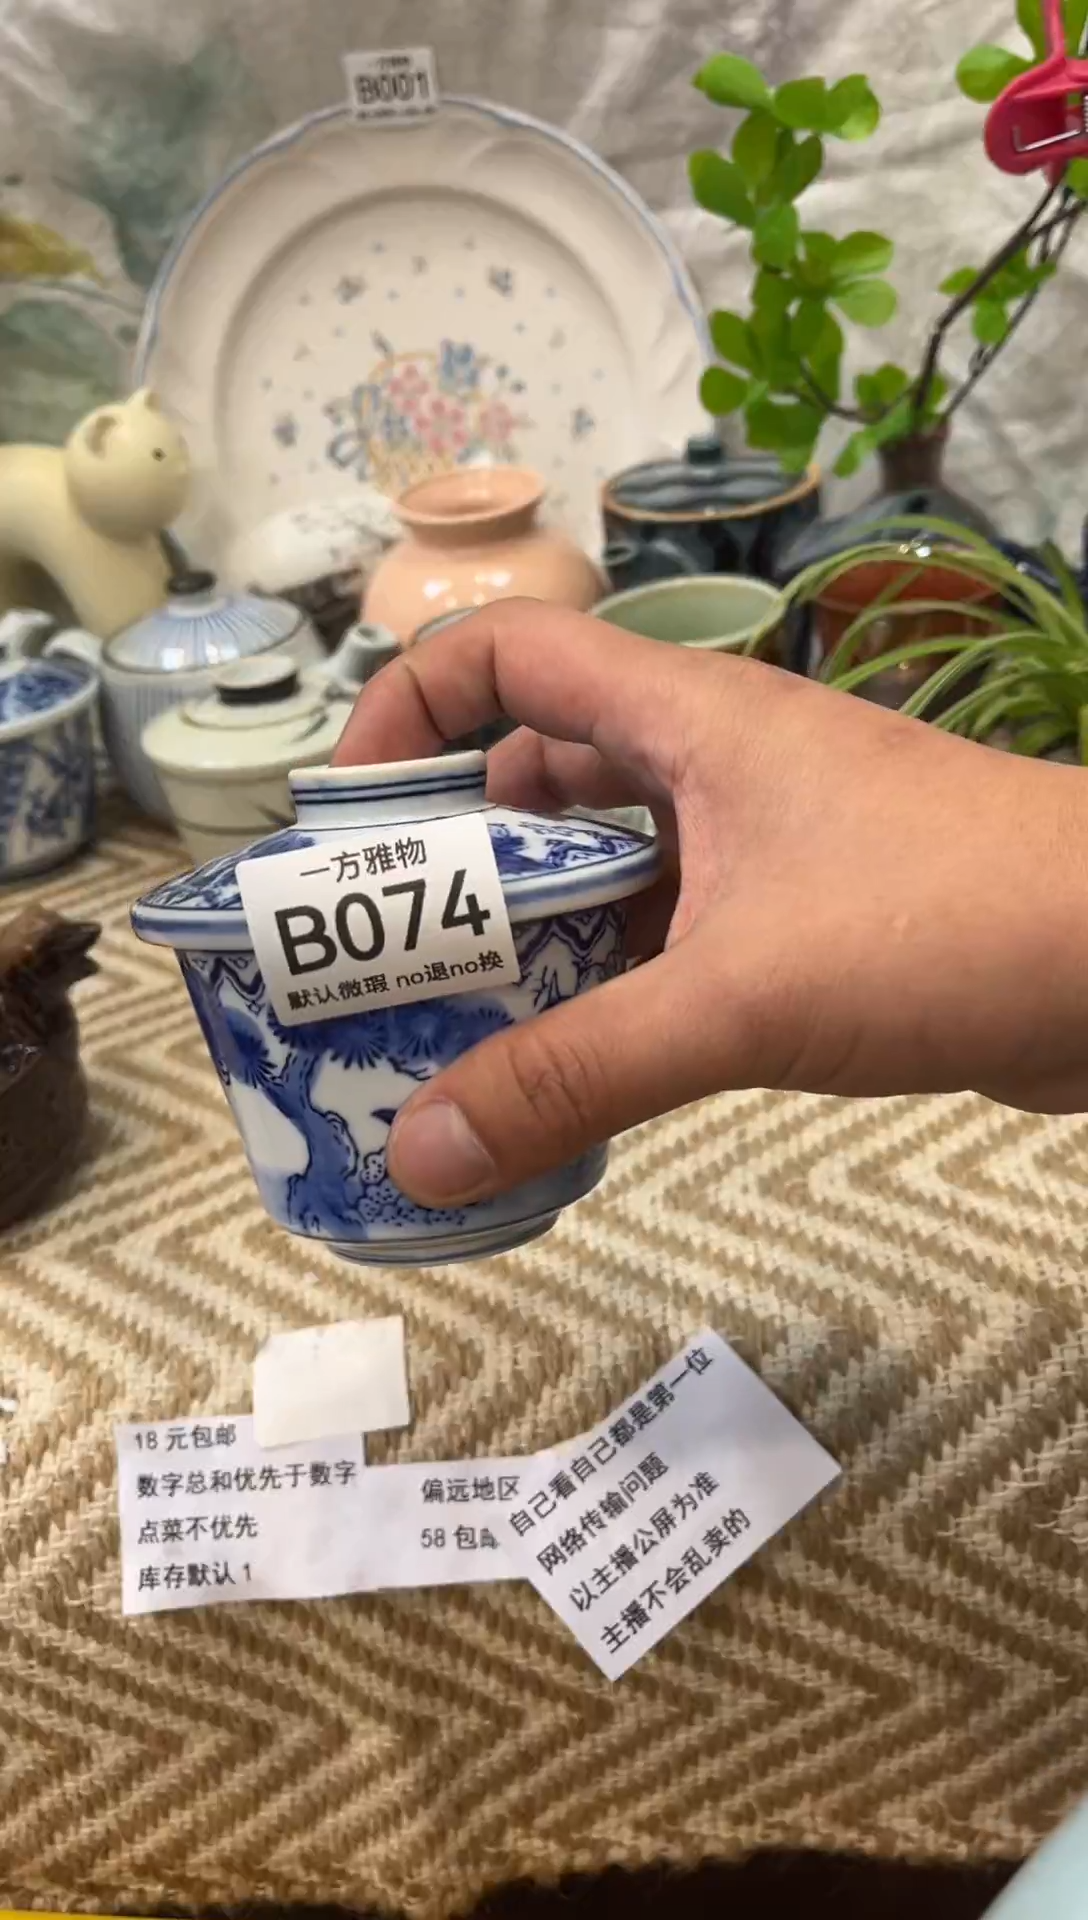 B001
一方雅物
B074
默认微瑕 no退no换
18 元包邮
数字总和优先于数字
点菜不优先
库存默认 1
偏远地区
58 包邮
自己看自己都是第一位
网络传输问题
以主播公屏为准
主播不会乱卖的